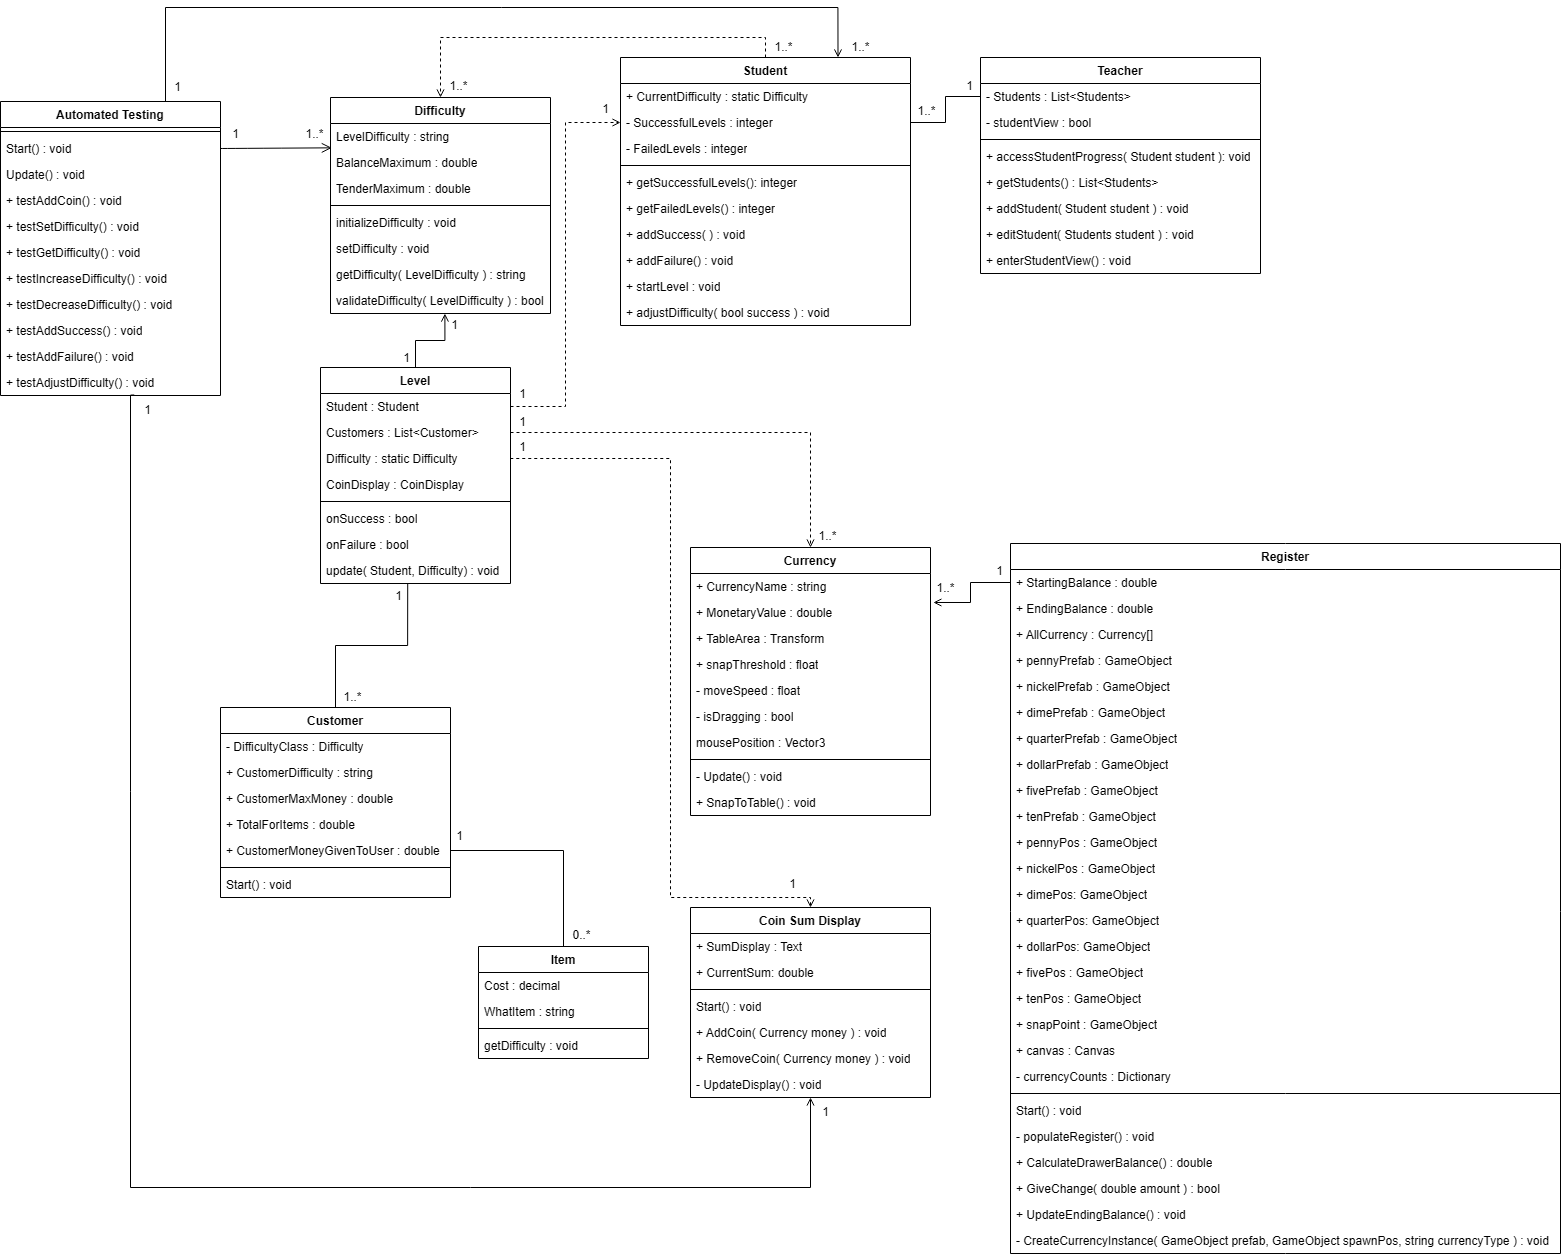 1
1..*
1..*
1..*
Automated Testing
Start() : void
Update() : void
+ testAddCoin() : void
+ testSetDifficulty() : void
+ testGetDifficulty() : void
+ testIncreaseDifficulty() : void
+ testDecreaseDifficulty() : void
+ testAddSuccess() : void
+ testAddFailure() : void
+ testAdjustDifficulty() : void
1
1..*
1
Difficulty
LevelDifficulty : string
BalanceMaximum : double
TenderMaximum : double
initializeDifficulty : void
setDifficulty : void
getDifficulty( LevelDifficulty ) : string
validateDifficulty( LevelDifficulty ) : bool
1
1
1
Student
+ CurrentDifficulty : static Difficulty
- SuccessfulLevels : integer
- FailedLevels : integer
+ getSuccessfulLevels(): integer
+ getFailedLevels() : integer
+ addSuccess( ) : void
+ addFailure() : void
+ startLevel : void
+ adjustDifficulty( bool success ) : void
1..*
1
Teacher
- Students : List<Students>
- studentView : bool
+ accessStudentProgress( Student student ): void
+ getStudents() : List<Students>
+ addStudent( Student student ) : void
+ editStudent( Students student ) : void
+ enterStudentView() : void
Level
Student : Student
Customers : List<Customer>
Difficulty : static Difficulty
CoinDisplay : CoinDisplay
onSuccess : bool
onFailure : bool
update( Student, Difficulty) : void
1
1
1
1
1..*
1..*
Currency
+ CurrencyName : string
+ MonetaryValue : double
+ TableArea : Transform
+ snapThreshold : float
- moveSpeed : float
- isDragging : bool
mousePosition : Vector3
- Update() : void
+ SnapToTable() : void
1..*
1
Register
+ StartingBalance : double
+ EndingBalance : double
+ AllCurrency : Currency[]
+ pennyPrefab : GameObject
+ nickelPrefab : GameObject
+ dimePrefab : GameObject
+ quarterPrefab : GameObject
+ dollarPrefab : GameObject
+ fivePrefab : GameObject
+ tenPrefab : GameObject
+ pennyPos : GameObject
+ nickelPos : GameObject
+ dimePos: GameObject
+ quarterPos: GameObject
+ dollarPos: GameObject
+ fivePos : GameObject
+ tenPos : GameObject
+ snapPoint : GameObject
+ canvas : Canvas
- currencyCounts : Dictionary
Start() : void
- populateRegister() : void
+ CalculateDrawerBalance() : double
+ GiveChange( double amount ) : bool
+ UpdateEndingBalance() : void
- CreateCurrencyInstance( GameObject prefab, GameObject spawnPos, string currencyType ) : void
Customer
- DifficultyClass : Difficulty
+ CustomerDifficulty : string
+ CustomerMaxMoney : double
+ TotalForItems : double
+ CustomerMoneyGivenToUser : double
Start() : void
1
0..*
Item
Cost : decimal
WhatItem : string
getDifficulty : void
1
Coin Sum Display
+ SumDisplay : Text
+ CurrentSum: double
Start() : void
+ AddCoin( Currency money ) : void
+ RemoveCoin( Currency money ) : void
- UpdateDisplay() : void
1